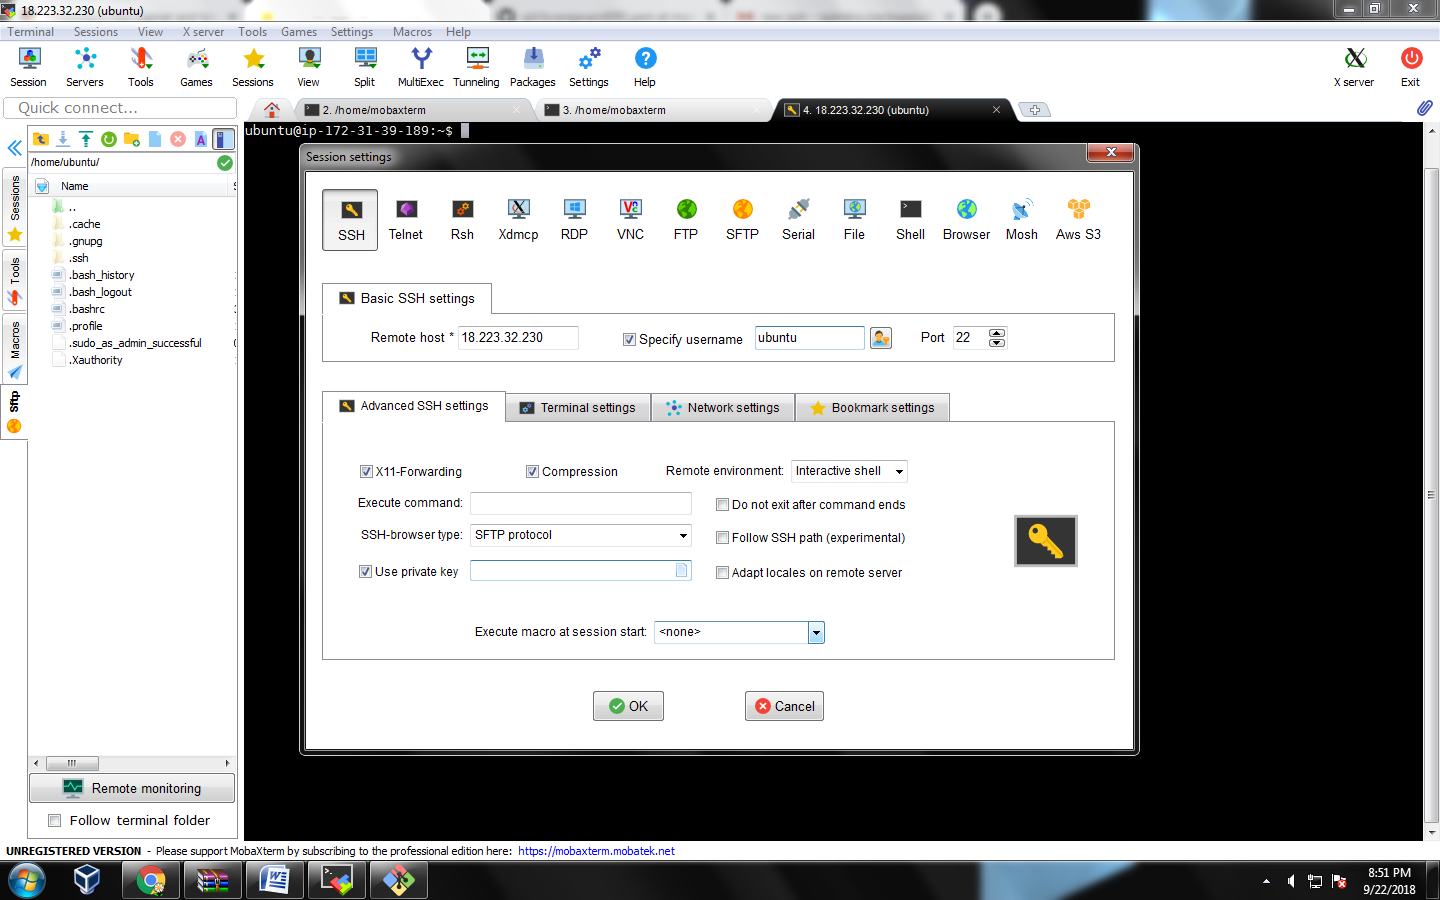 18.223.32.230 (ubuntu)
Terminal Sessions View X server Tools Games Settings Macros Help
Session Servers Tools Games Sessions View Split MultiExec Tunneling Packages Settings Help X server Exit
Quick connect...
2. /home/mobaxterm
3. /home/mobaxterm
4. 18.223.32.230 (ubuntu)
ubuntu@ip-172-31-39-189:~$
/home/ubuntu/
Name
..
.cache
.gnupg
.ssh
.bash_history
.bash_logout
.bashrc
.profile
.sudo_as_admin_successful
.Xauthority
Sessions
Tools
Macros
Sftp
Remote monitoring
Follow terminal folder
Session settings
SSH Telnet Rsh Xdmcp RDP VNC FTP SFTP Serial File Shell Browser Mosh Aws S3
Basic SSH settings
Remote host * 18.223.32.230 Specify username ubuntu Port 22
Advanced SSH settings Terminal settings Network settings Bookmark settings
X11-Forwarding Compression Remote environment: Interactive shell
Execute command: Do not exit after command ends
SSH-browser type: SFTP protocol Follow SSH path (experimental)
Use private key Adapt locales on remote server
Execute macro at session start: <none>
OK Cancel
UNREGISTERED VERSION - Please support MobaXterm by subscribing to the professional edition here: https://mobaxterm.mobatek.net
8:51 PM
9/22/2018